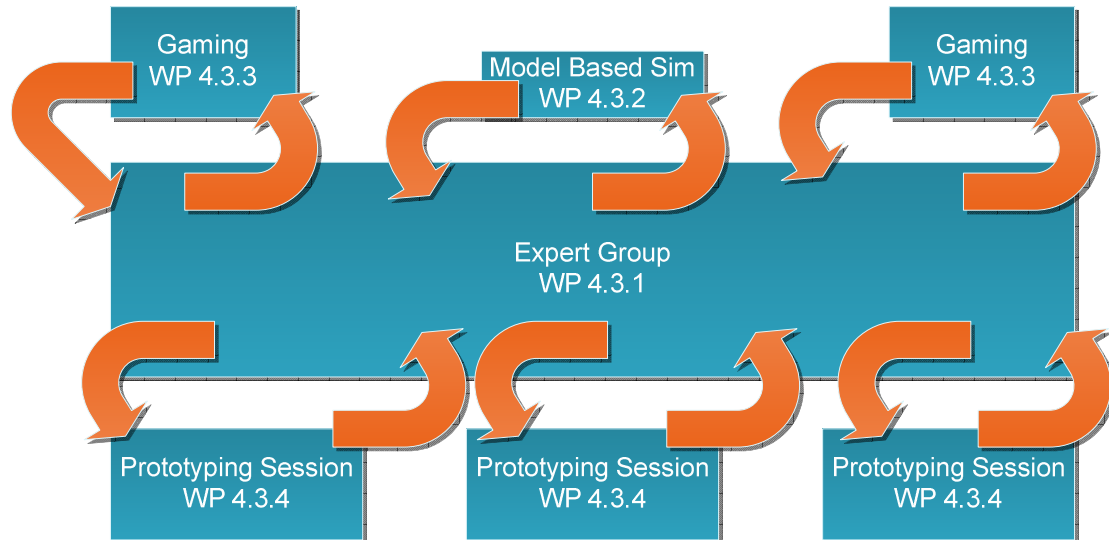 Gaming
WP 4.3.3
Model Based Sim
WP 4.3.2
Gaming
WP 4.3.3
Expert Group
WP 4.3.1
Prototyping Session
WP 4.3.4
Prototyping Session
WP 4.3.4
Prototyping Session
WP 4.3.4